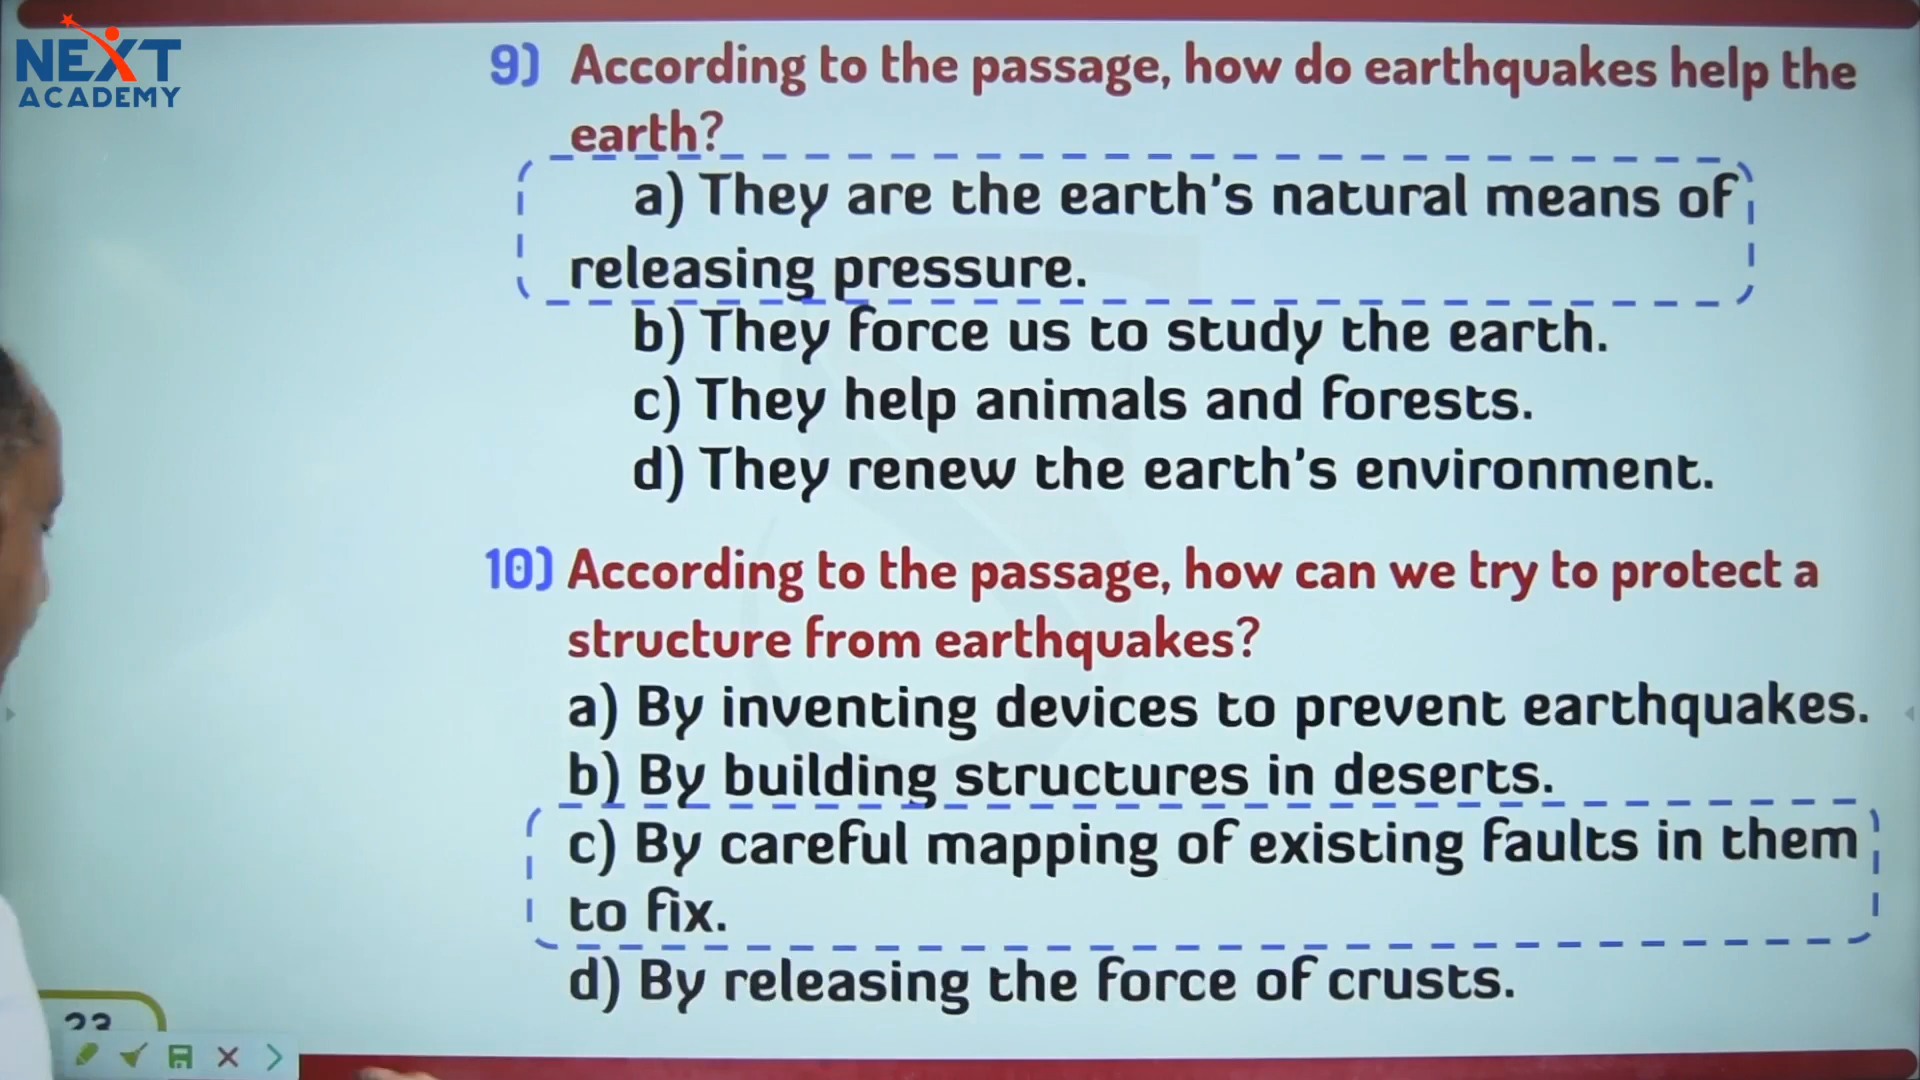 NEXT
ACADEMY
9) According to the passage, how do earthquakes help the
earth?
a) They are the earth's natural means of
releasing pressure.
b) They force us to study the earth.
c) They help animals and forests.
d) They renew the earth's environment.
10) According to the passage, how can we try to protect a
structure from earthquakes?
a) By inventing devices to prevent earthquakes.
b) By building structures in deserts.
c) By careful mapping of existing faults in them
to fix.
d) By releasing the force of crusts.
23